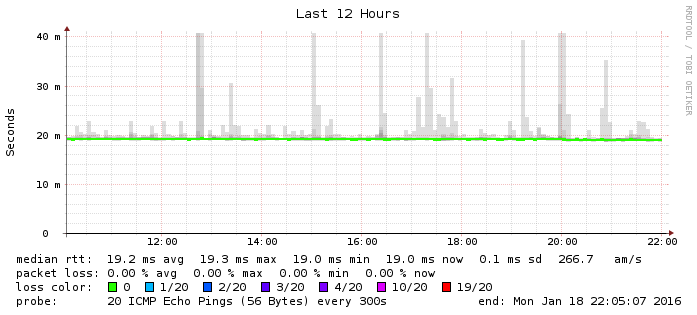 Last 12 Hours
RRDTOOL / TOBI OETIKER
Seconds
40 m
30 m
20 m
10 m
0
12:00 14:00 16:00 18:00 20:00 22:00
median rtt: 19.2 ms avg 19.3 ms max 19.0 ms min 19.0 ms now 0.1 ms sd 266.7 am/s
packet loss: 0.00 % avg 0.00 % max 0.00 % min 0.00 % now
loss color: 0 1/20 2/20 3/20 4/20 10/20 19/20
probe: 20 ICMP Echo Pings (56 Bytes) every 300s end: Mon Jan 18 22:05:07 2016